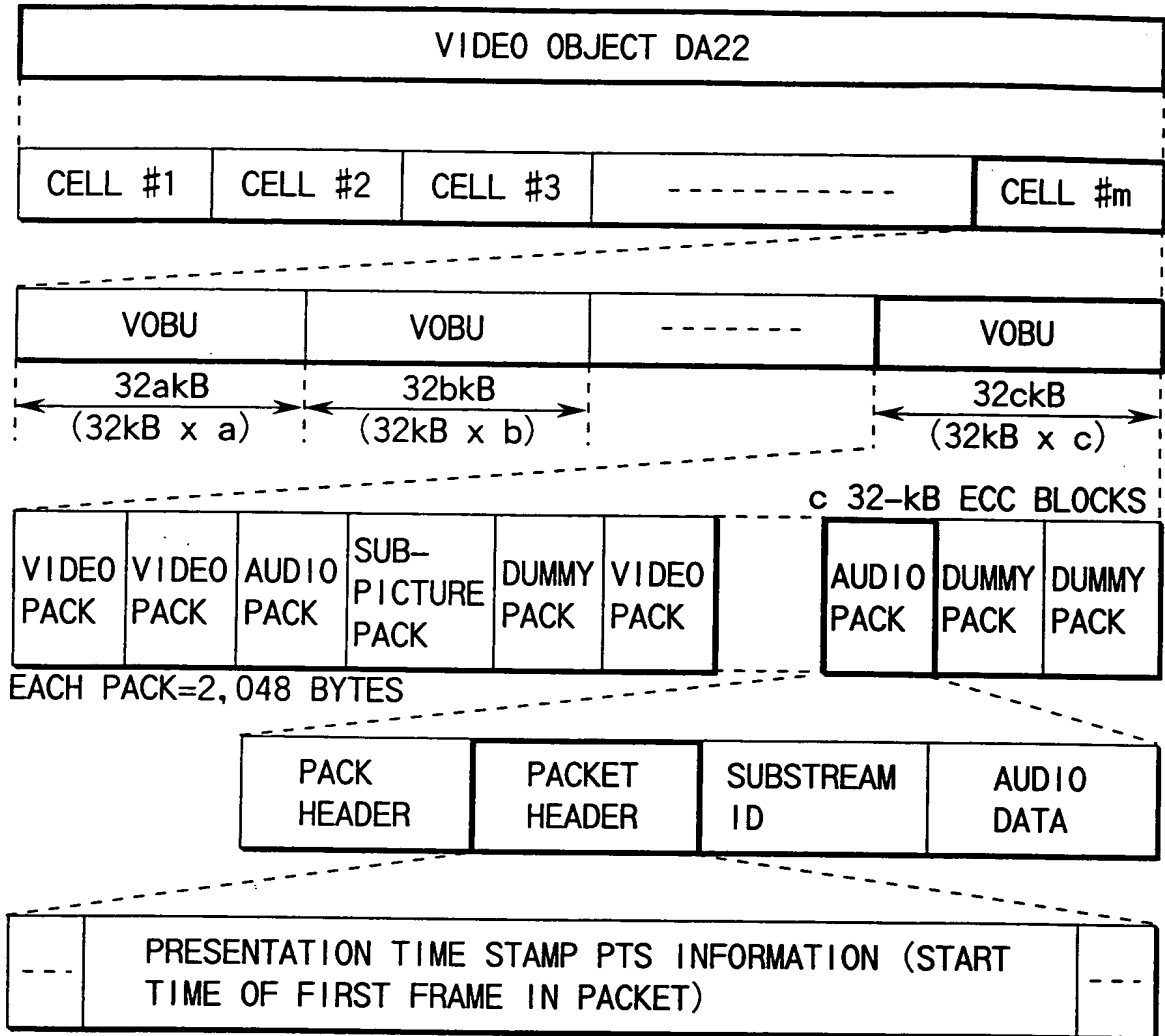 VIDEO OBJECT DA22
CELL #1 CELL #2 CELL #3 ----------- CELL #m
VOBU VOBU ------- VOBU
32akB 32bkB 32ckB
(32kB x a) (32kB x b) (32kB x c)
c 32-kB ECC BLOCKS
VIDEO PACK
VIDEO PACK
AUDIO PACK
SUB-
PICTURE
PACK
DUMMY PACK
VIDEO PACK
AUDIO PACK
DUMMY PACK
DUMMY PACK
EACH PACK=2,048 BYTES
PACK
HEADER
PACKET
HEADER
SUBSTREAM
ID
AUDIO
DATA
--- PRESENTATION TIME STAMP PTS INFORMATION (START ---
TIME OF FIRST FRAME IN PACKET)